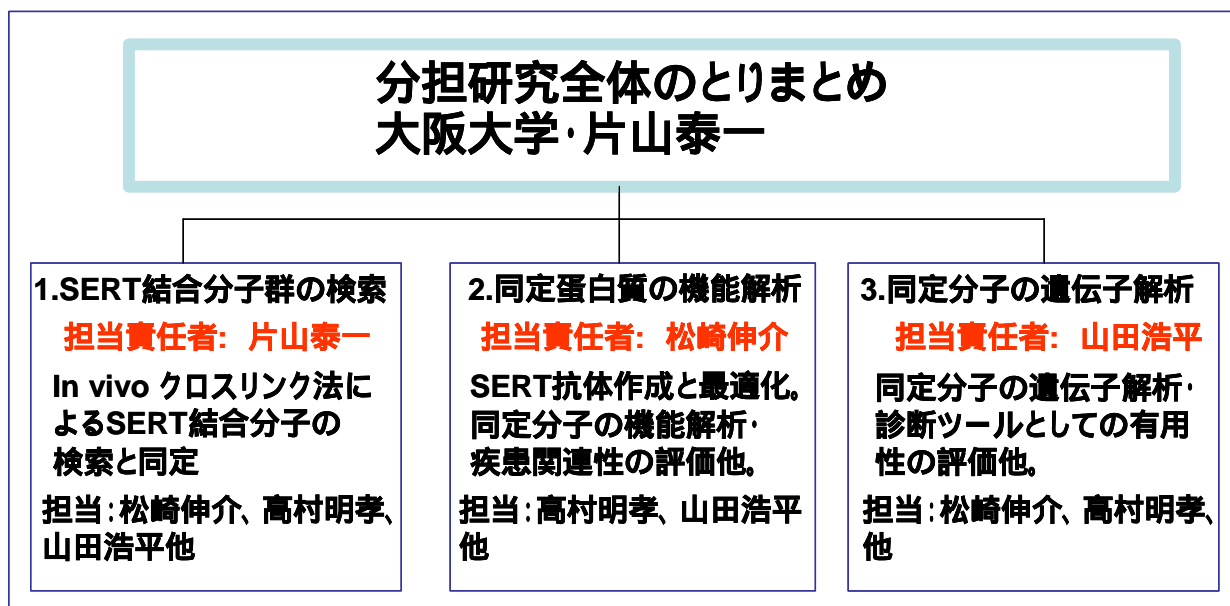 分担研究全体のとりまとめ
大阪大学・片山泰一
1.SERT結合分子群の検索
担当責任者: 片山泰一
In vivo クロスリンク法に
よるSERT結合分子の
検索と同定
担当:松崎伸介、高村明孝、
山田浩平他
2.同定蛋白質の機能解析
担当責任者: 松崎伸介
SERT抗体作成と最適化。
同定分子の機能解析・
疾患関連性の評価他。
担当:高村明孝、山田浩平
他
3.同定分子の遺伝子解析
担当責任者: 山田浩平
同定分子の遺伝子解析・
診断ツールとしての有用
性の評価他。
担当:松崎伸介、高村明孝、
他